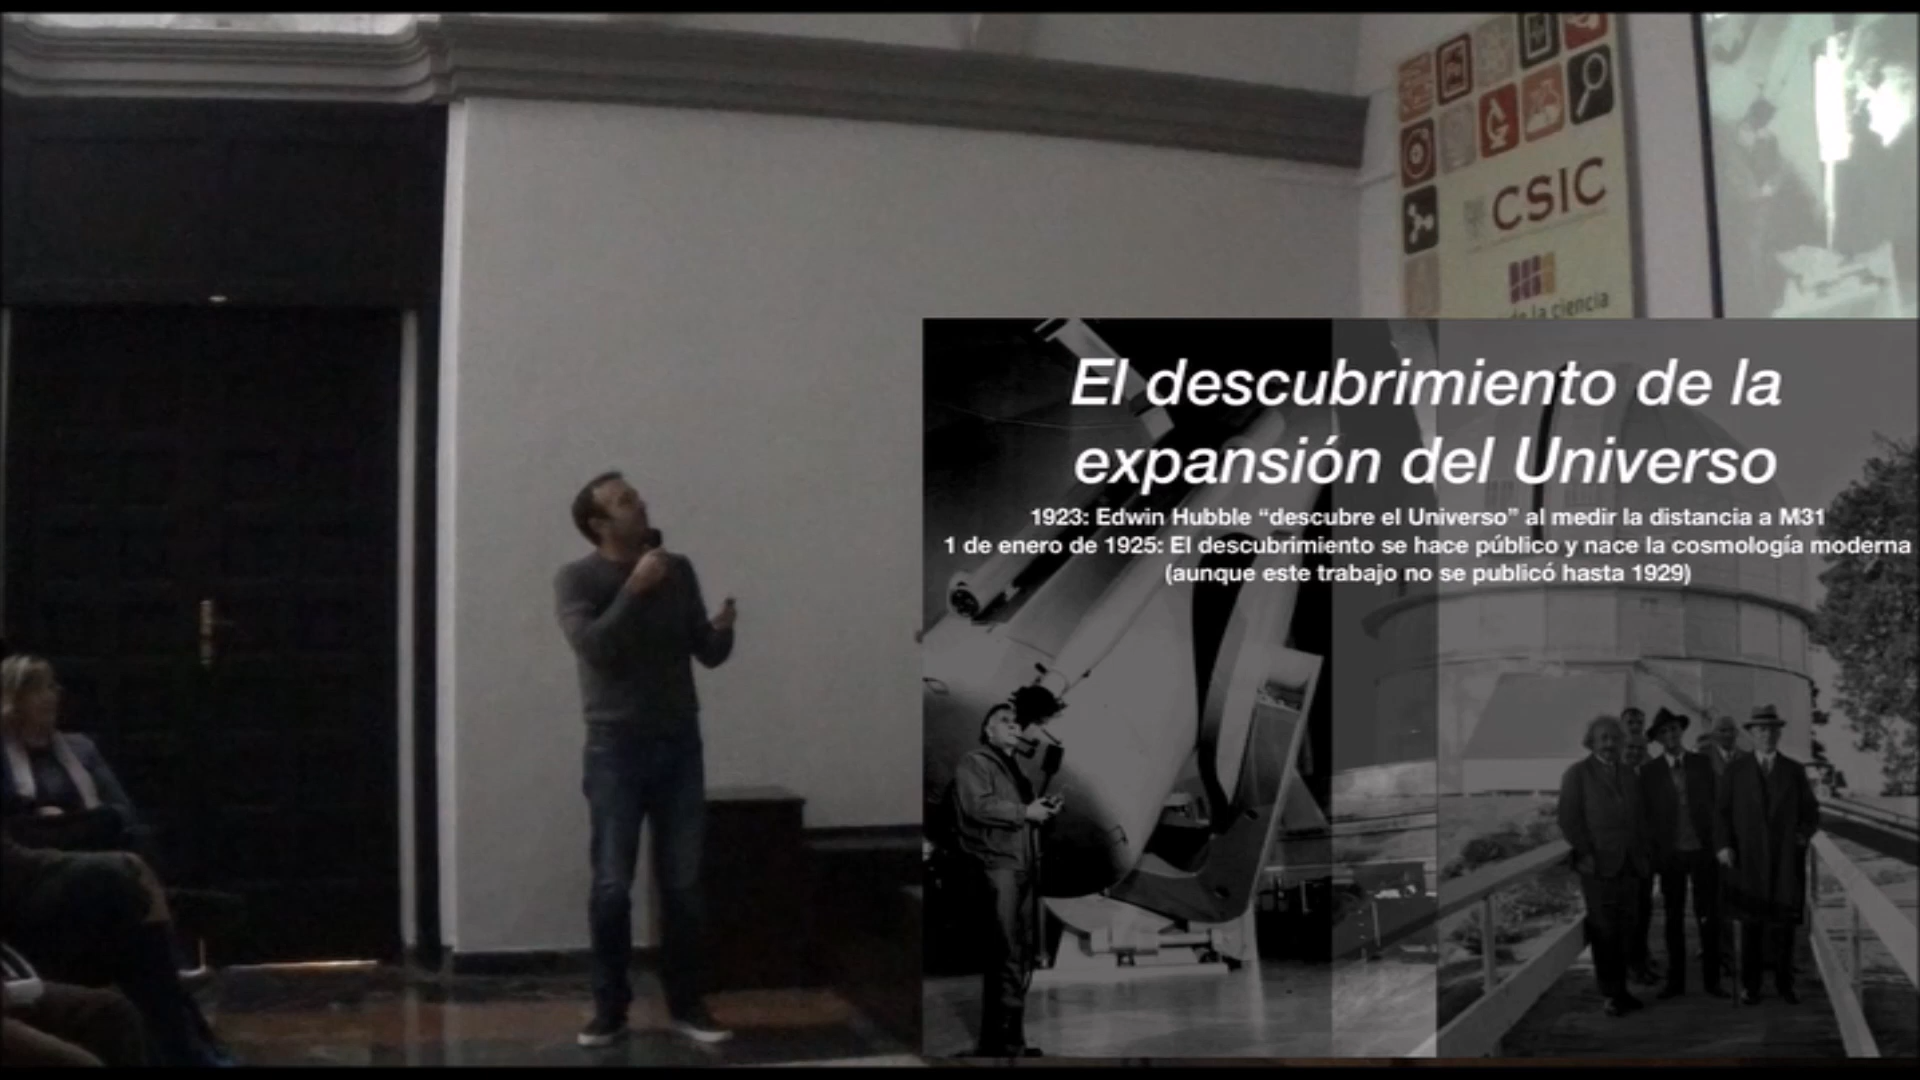 CSIC
de la ciencia
El descubrimiento de la
expansión del Universo
1923: Edwin Hubble “descubre el Universo” al medir la distancia a M31
1 de enero de 1925: El descubrimiento se hace público y nace la cosmología moderna
(aunque este trabajo no se publicó hasta 1929)